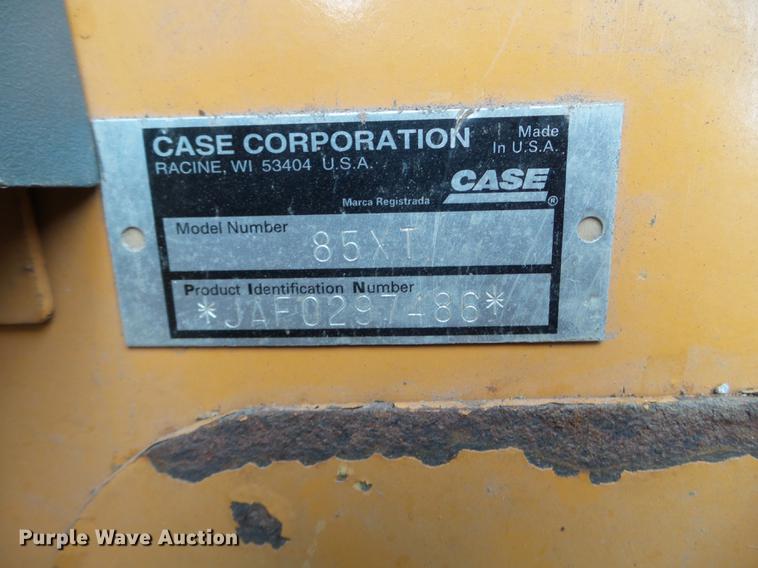 CASE CORPORATION
RACINE, WI 53404 U.S.A.
Made
In U.S.A.
CASE
®
Marca Registrada
Model Number
85XT
Product Identification Number
*JAF0297486*
Purple Wave Auction